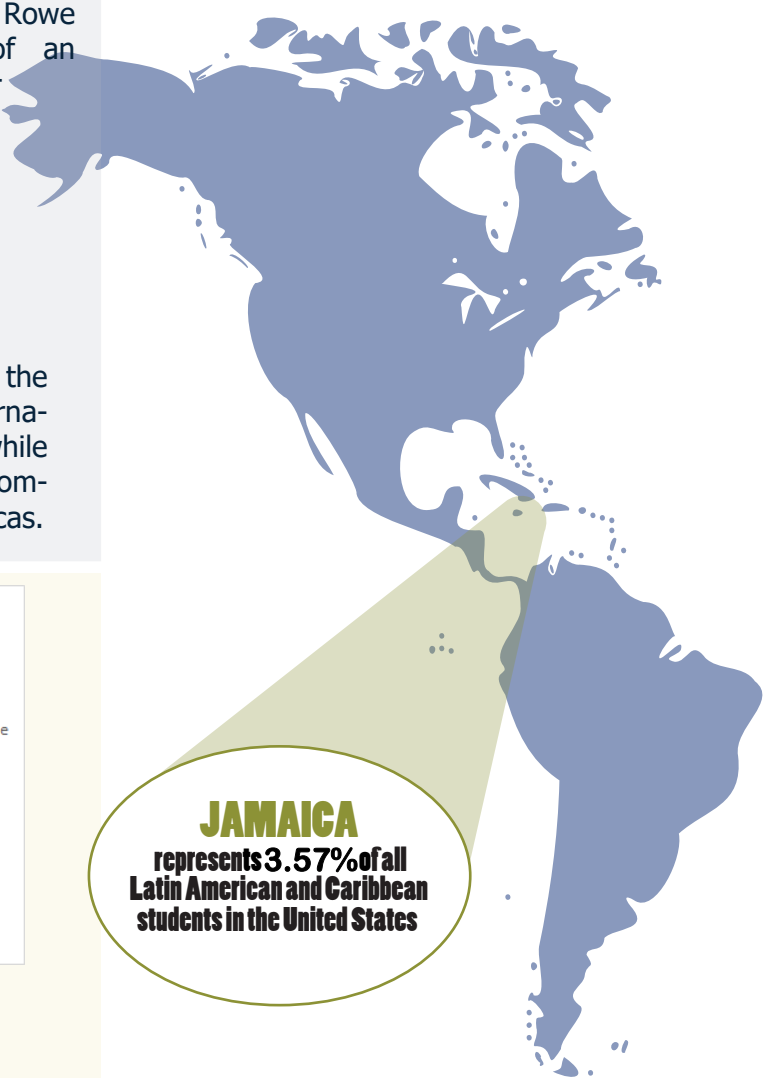 Rowe
of an
the
rna-
while
om-
cas.
e
JAMAICA
represents 3.57% of all
Latin American and Caribbean
students in the United States